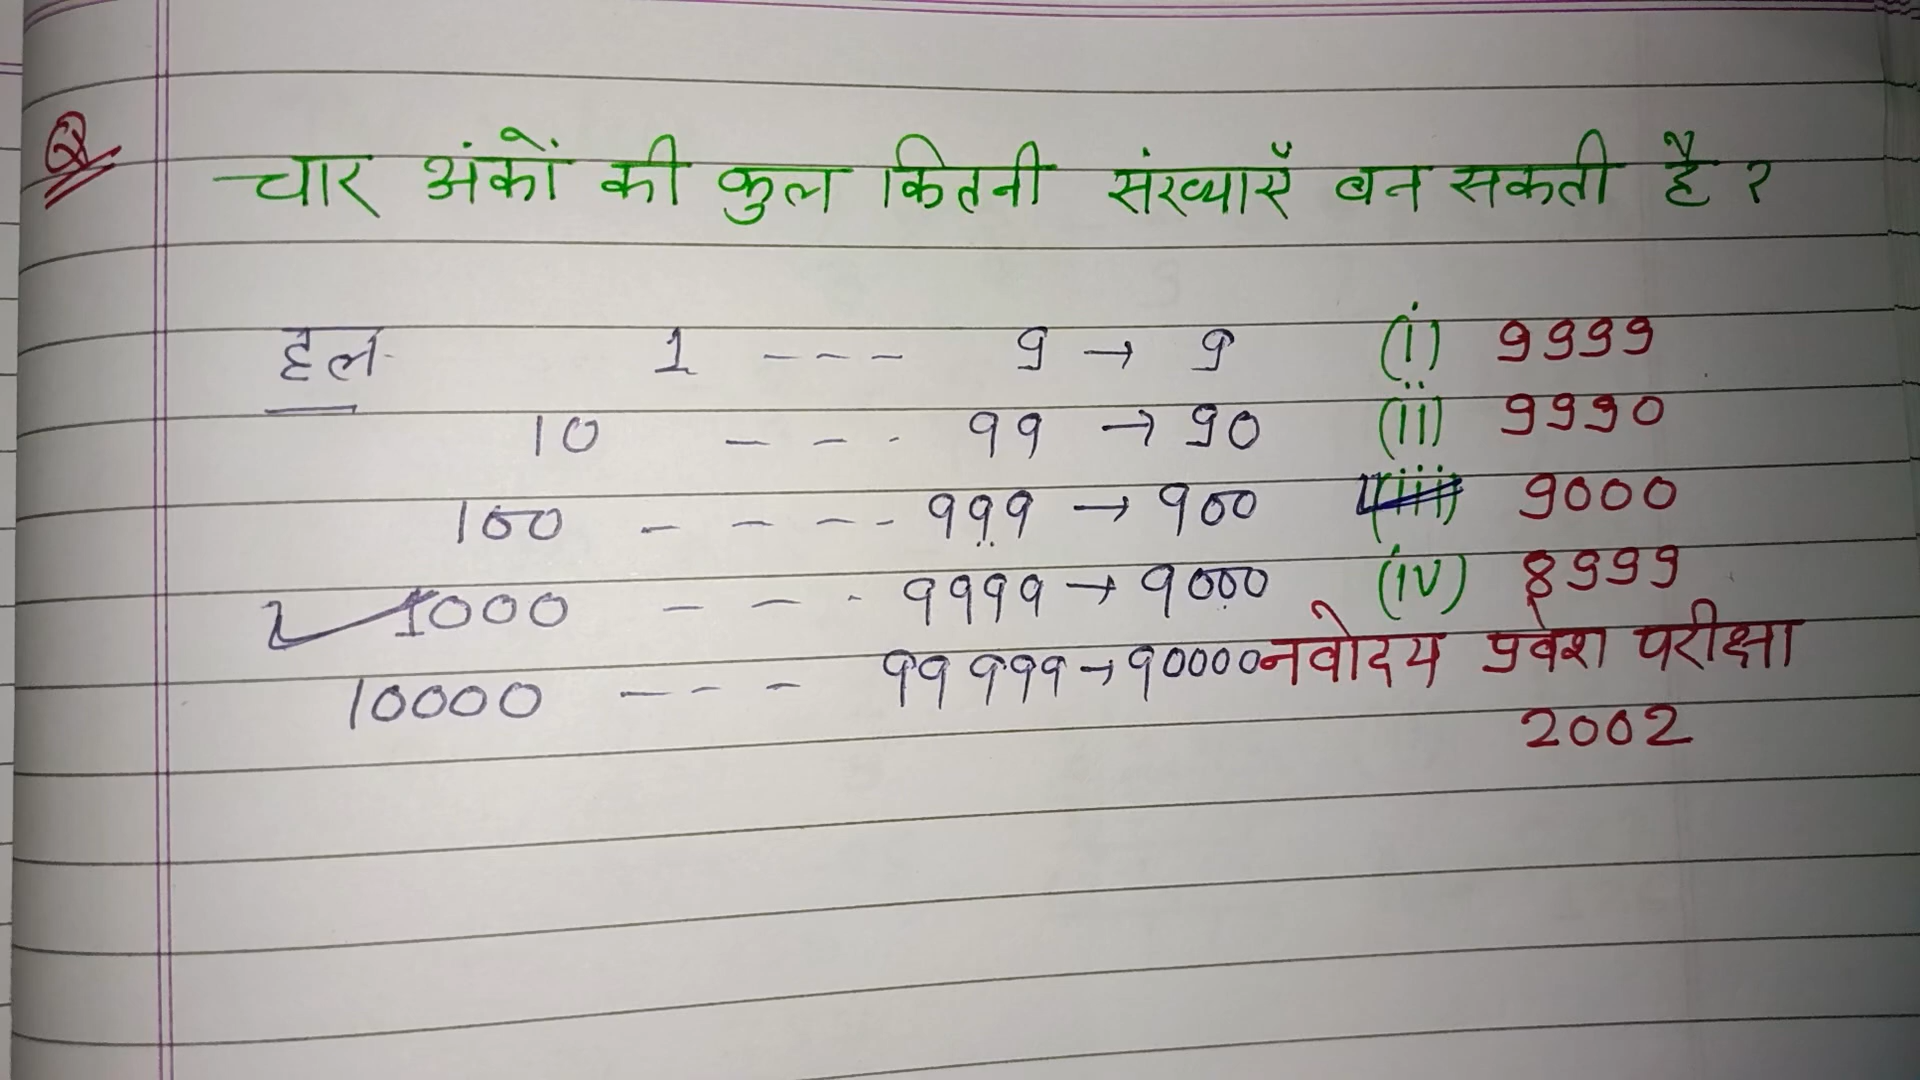 Q चार अंकों की कुल कितनी संख्याएँ बन सकती है ?
हल 1 --- 9 → 9 (i) 9999
10 --- 99 → 90 (ii) 9990
100 ---- 999 → 900 (iii) 9000
1000 --- 9999 → 9000 (iv) 8999
10000 --- 99999 → 90000 नवोदय प्रवेश परीक्षा
2002